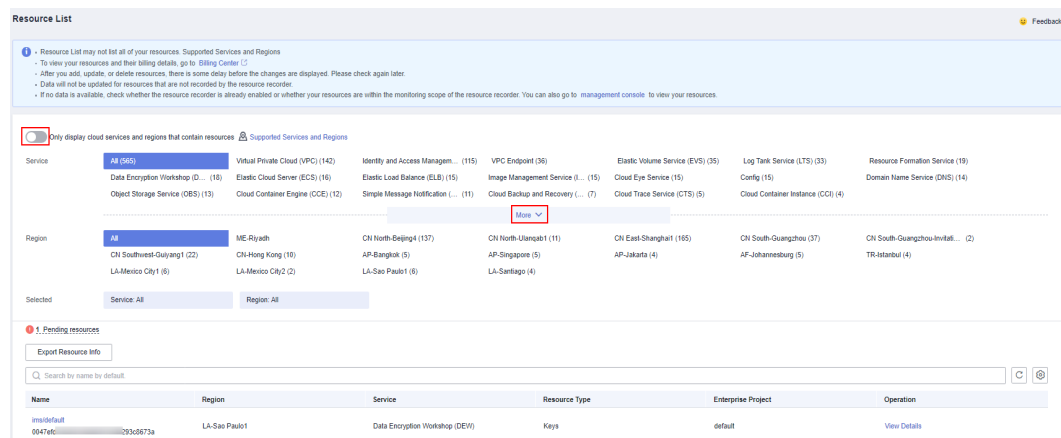 Resource List
Feedback
Resource List may not list all of your resources. Supported Services and Regions
To view your resources and their billing details, go to Billing Center
After you add, update, or delete resources, there is some delay before the changes are displayed. Please check again later.
Data will not be updated for resources that are not recorded by the resource recorder.
If no data is available, check whether the resource recorder is already enabled or whether your resources are within the monitoring scope of the resource recorder. You can also go to management console to view your resources.
Only display cloud services and regions that contain resources Supported Services and Regions
Service All (565) Virtual Private Cloud (VPC) (142) Identity and Access Managem... (115) VPC Endpoint (36) Elastic Volume Service (EVS) (35) Log Tank Service (LTS) (33) Resource Formation Service (19)
Data Encryption Workshop (D... (18) Elastic Cloud Server (ECS) (16) Elastic Load Balance (ELB) (15) Image Management Service (I... (15) Cloud Eye Service (15) Config (15) Domain Name Service (DNS) (14)
Object Storage Service (OBS) (13) Cloud Container Engine (CCE) (12) Simple Message Notification (... (11) Cloud Backup and Recovery (... (7) Cloud Trace Service (CTS) (5) Cloud Container Instance (CCI) (4)
More
Region All ME-Riyadh CN North-Beijing4 (137) CN North-Ulanqab1 (11) CN East-Shanghai1 (165) CN South-Guangzhou (37) CN South-Guangzhou-Invitati... (2)
CN Southwest-Guiyang1 (22) CN-Hong Kong (10) AP-Bangkok (5) AP-Singapore (5) AP-Jakarta (4) AF-Johannesburg (5) TR-Istanbul (4)
LA-Mexico City1 (6) LA-Mexico City2 (2) LA-Sao Paulo1 (6) LA-Santiago (4)
Selected Service: All Region: All
1 Pending resources
Export Resource Info
Search by name by default.
Name Region Service Resource Type Enterprise Project Operation
ims/default
LA-Sao Paulo1 Data Encryption Workshop (DEW) Keys default View Details